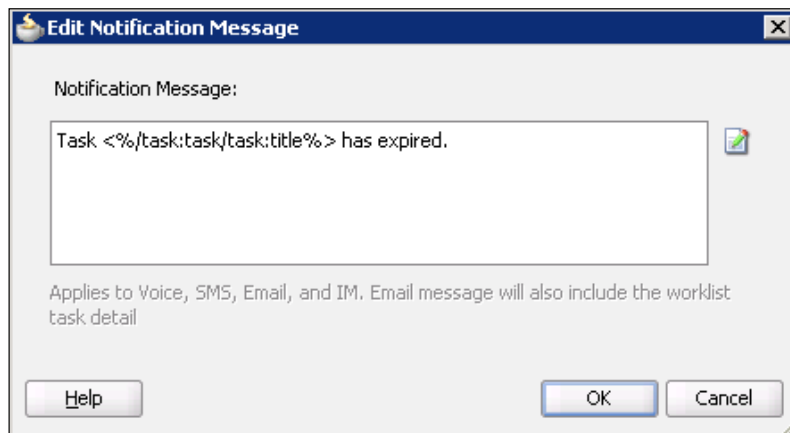 Edit Notification Message
Notification Message:
Task <%/task:task/task:title%> has expired.
Applies to Voice, SMS, Email, and IM. Email message will also include the worklist
task detail
Help
OK
Cancel